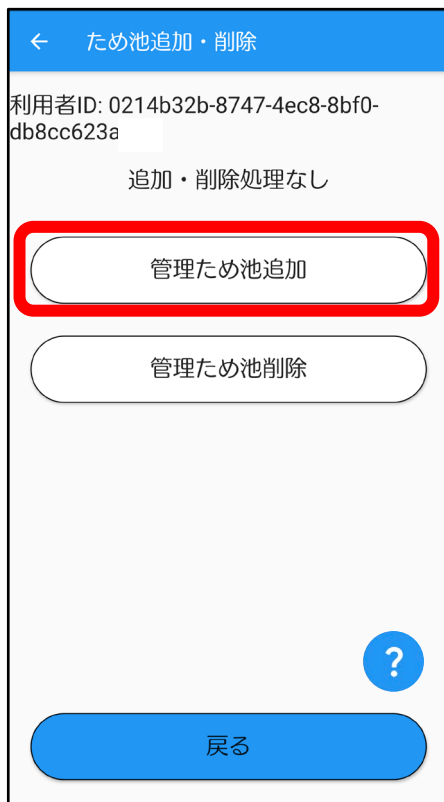 ← ため池追加・削除
利用者ID: 0214b32b-8747-4ec8-8bf0-
db8cc623a
追加・削除処理なし
管理ため池追加
管理ため池削除
?
戻る